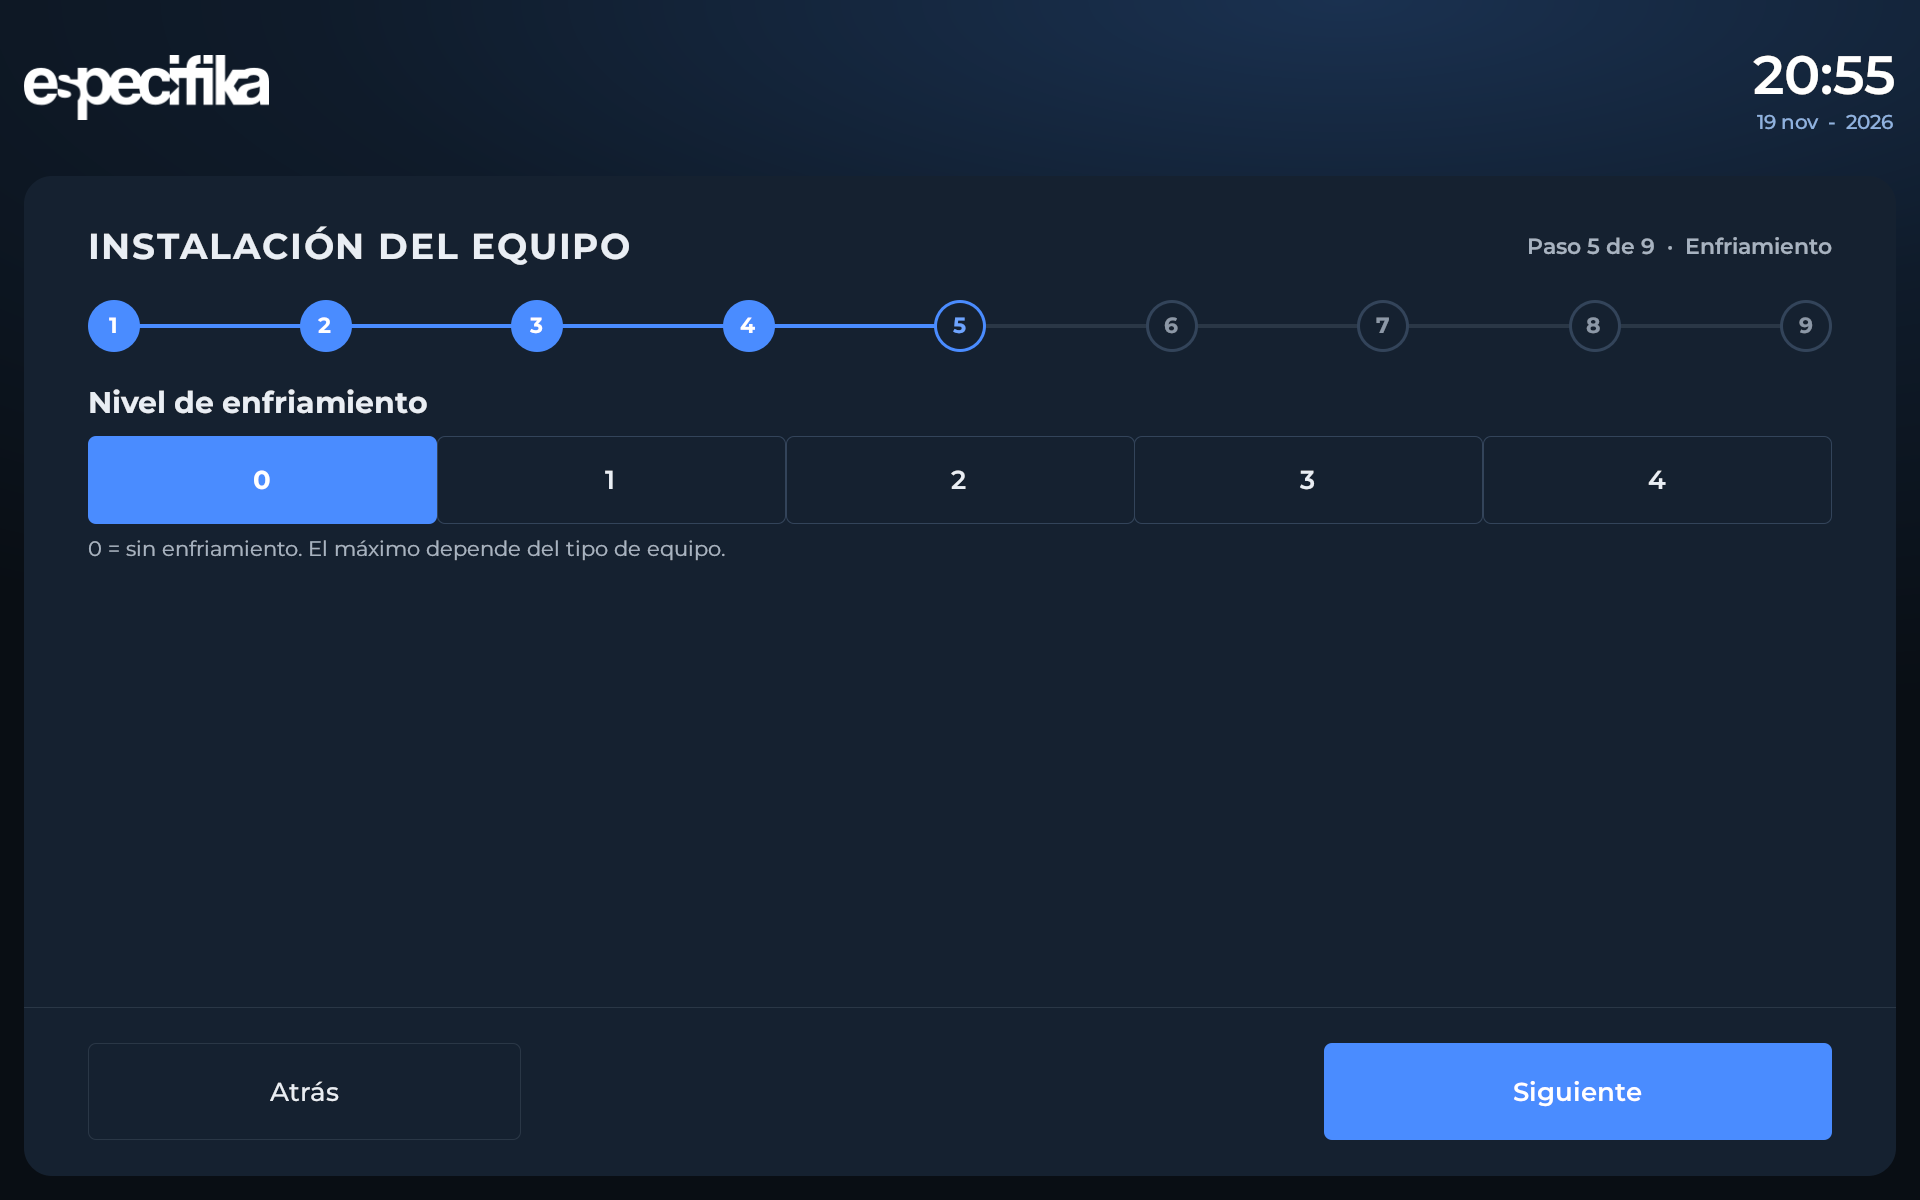 especifika
20:55
19 nov - 2026
INSTALACIÓN DEL EQUIPO
Paso 5 de 9 · Enfriamiento
1 2 3 4 5 6 7 8 9
Nivel de enfriamiento
0 1 2 3 4
0 = sin enfriamiento. El máximo depende del tipo de equipo.
Atrás
Siguiente